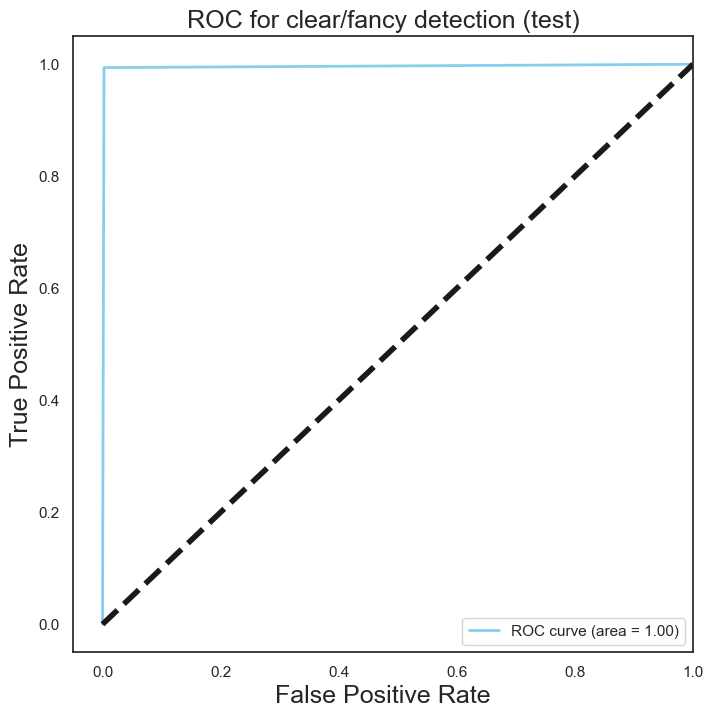 ROC for clear/fancy detection (test)
True Positive Rate
1.0
0.8
0.6
0.4
0.2
0.0
ROC curve (area = 1.00)
0.0 0.2 0.4 0.6 0.8 1.0
False Positive Rate